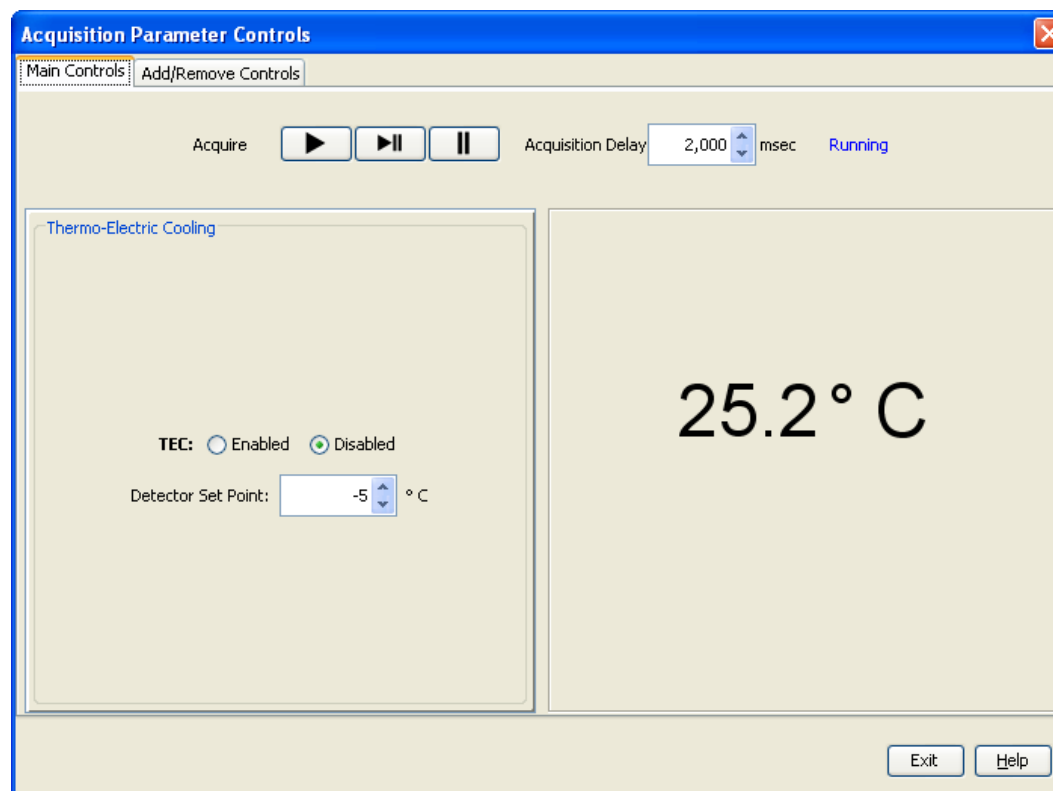 Acquisition Parameter Controls
Main Controls Add/Remove Controls
Acquire Acquisition Delay 2,000 msec Running
Thermo-Electric Cooling
25.2° C
TEC: Enabled Disabled
Detector Set Point: -5 ° C
Exit Help